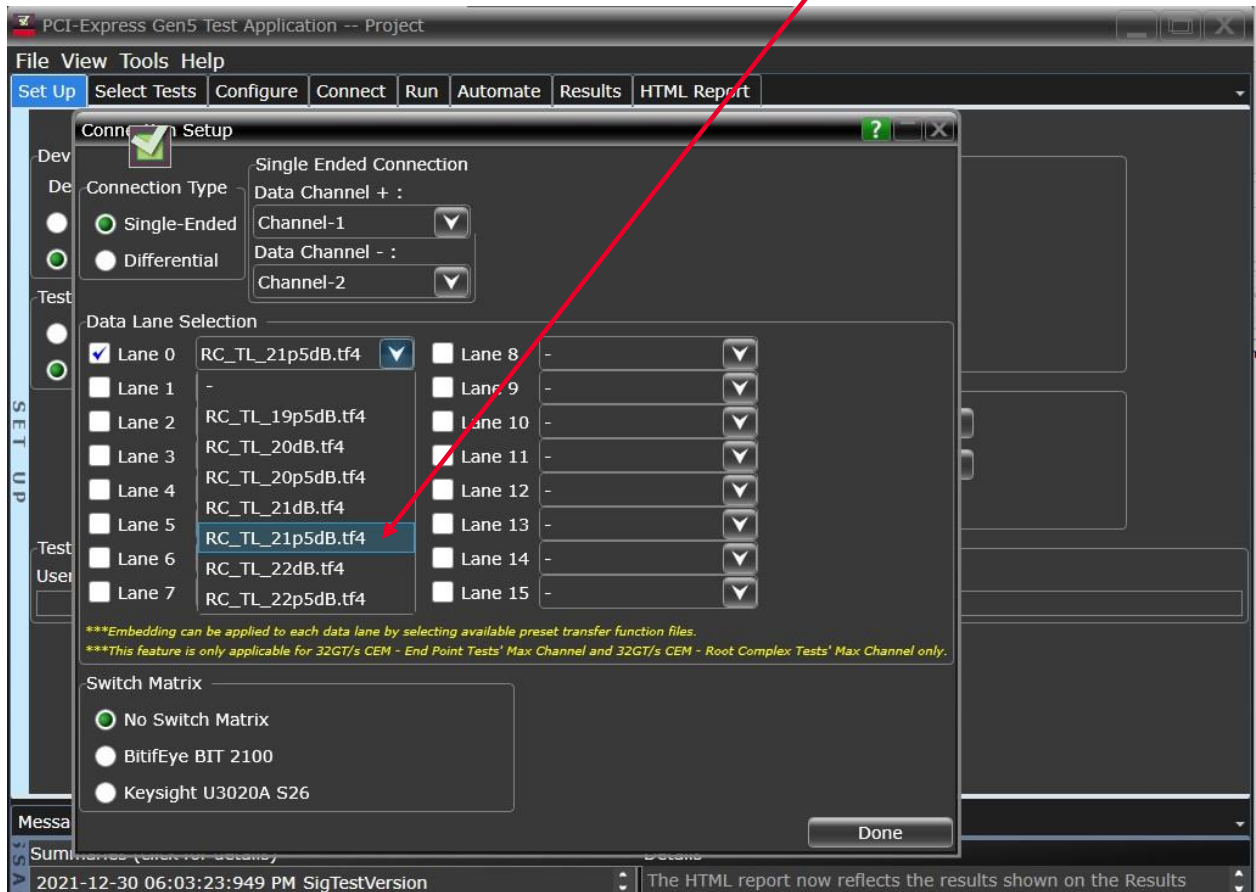 PCI-Express Gen5 Test Application -- Project
File View Tools Help
Set Up Select Tests Configure Connect Run Automate Results HTML Report
Connection Setup
Single Ended Connection
Connection Type
Data Channel + :
Single-Ended
Channel-1
Data Channel - :
Differential
Channel-2
Dev
De
Test
Data Lane Selection
Lane 0 RC_TL_21p5dB.tf4 Lane 8 -
Lane 1 - Lane 9 -
Lane 2 RC_TL_19p5dB.tf4 Lane 10 -
Lane 3 RC_TL_20dB.tf4 Lane 11 -
RC_TL_20p5dB.tf4
Lane 4 Lane 12 -
RC_TL_21dB.tf4
Lane 5 RC_TL_21p5dB.tf4 Lane 13 -
Lane 6 RC_TL_22dB.tf4 Lane 14 -
Lane 7 RC_TL_22p5dB.tf4 Lane 15 -
SET UP
Test
User
***Embedding can be applied to each data lane by selecting available preset transfer function files.
***This feature is only applicable for 32GT/s CEM - End Point Tests' Max Channel and 32GT/s CEM - Root Complex Tests' Max Channel only.
Switch Matrix
No Switch Matrix
BitifEye BIT 2100
Keysight U3020A S26
Done
Messa
2021-12-30 06:03:23:949 PM SigTestVersion
The HTML report now reflects the results shown on the Results